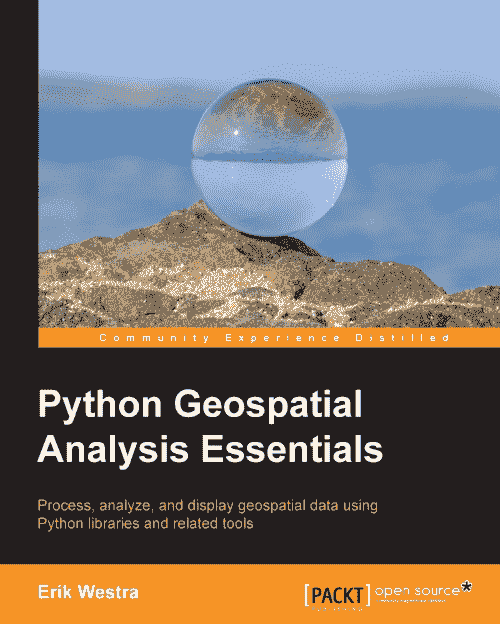 Community Experience Distilled
Python Geospatial
Analysis Essentials
Process, analyze, and display geospatial data using
Python libraries and related tools
Erik Westra
[PACKT] open source*